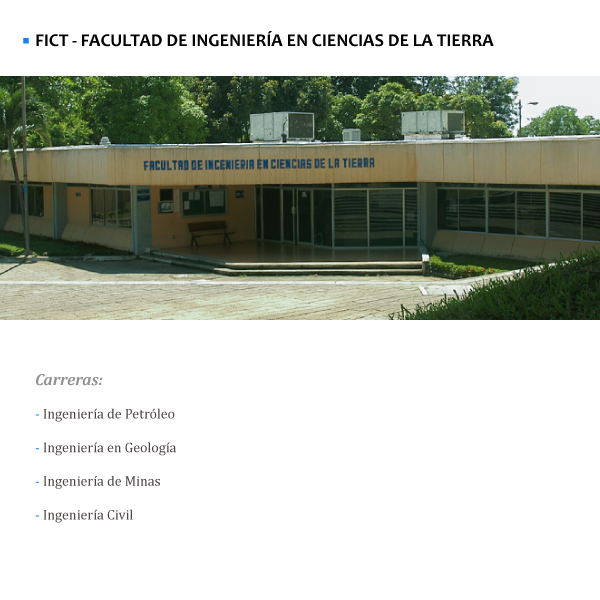 FICT - FACULTAD DE INGENIERÍA EN CIENCIAS DE LA TIERRA
FACULTAD DE INGENIERIA EN CIENCIAS DE LA TIERRA
Carreras:
- Ingeniería de Petróleo
- Ingeniería en Geología
- Ingeniería de Minas
- Ingeniería Civil